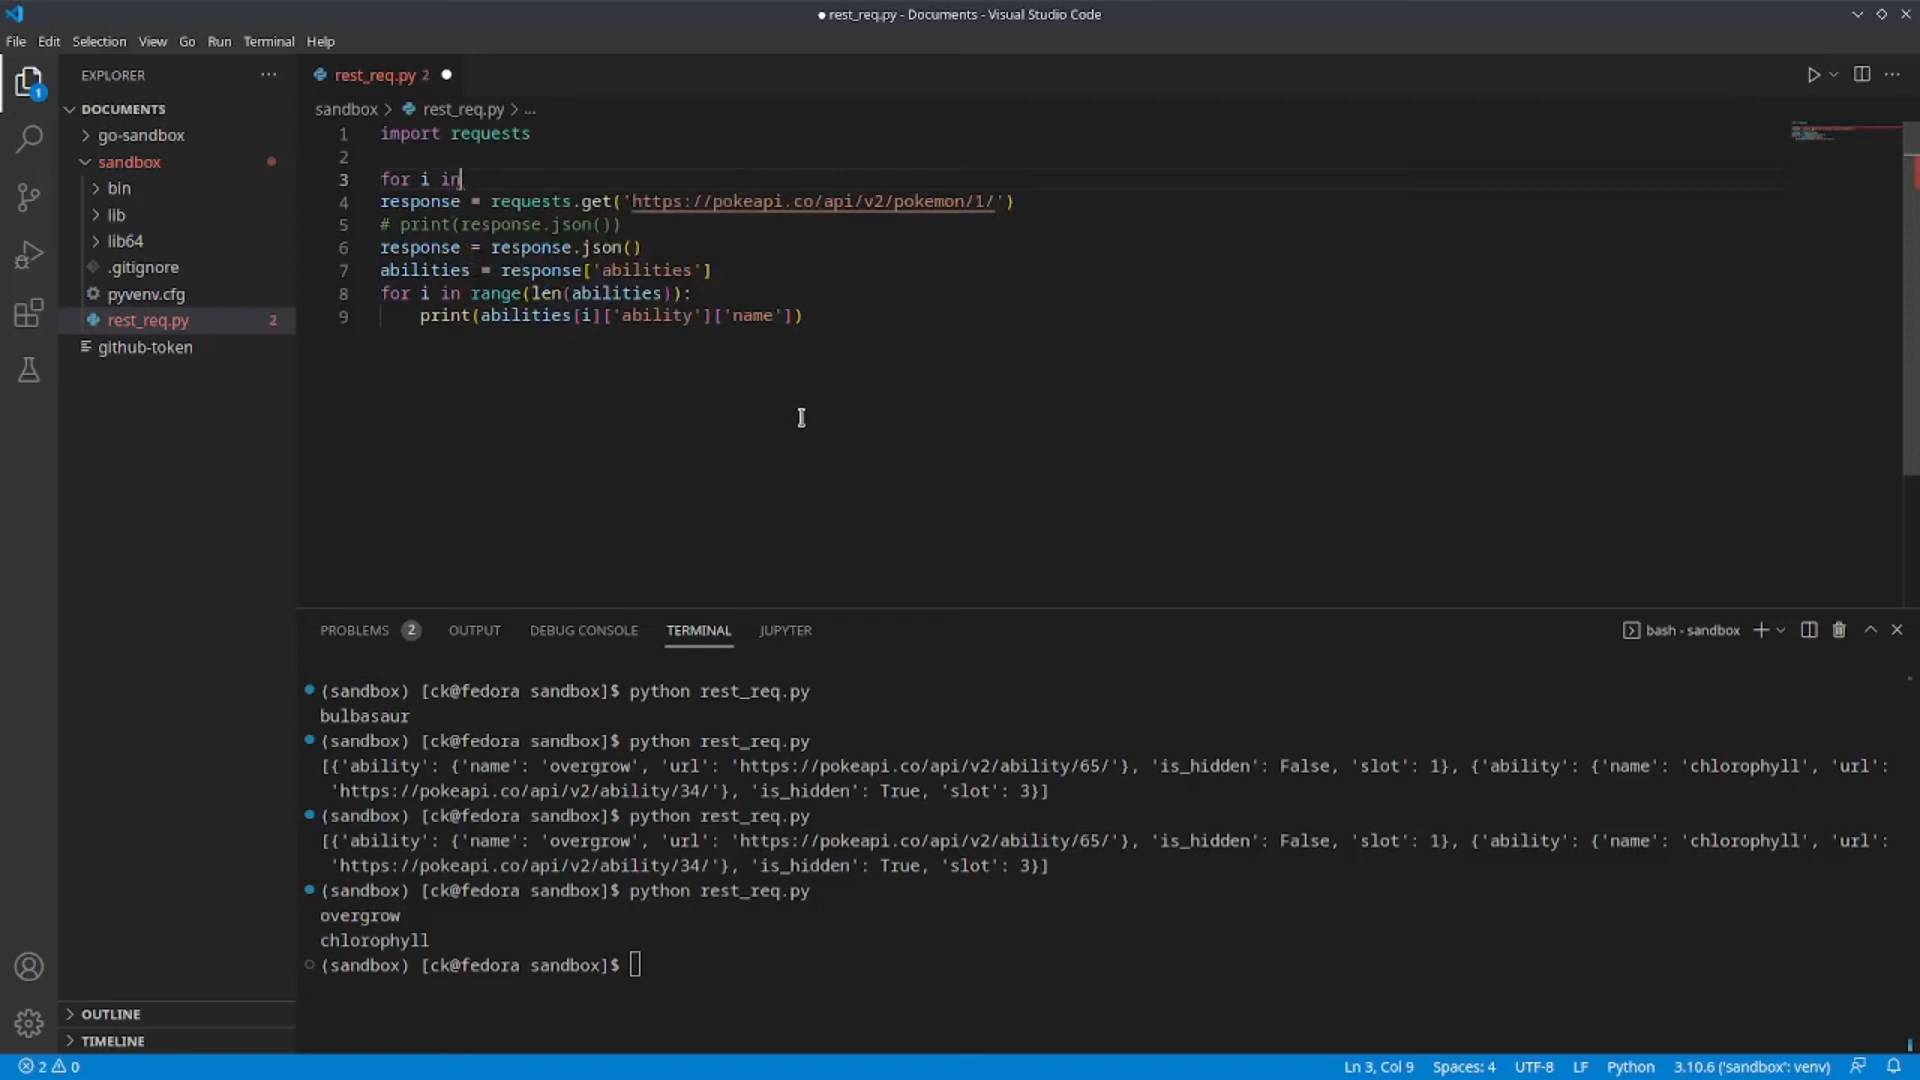 ● rest_req.py - Documents - Visual Studio Code
File Edit Selection View Go Run Terminal Help
EXPLORER ...
rest_req.py 2 ●
1
DOCUMENTS
go-sandbox
sandbox
bin
lib
lib64
.gitignore
pyvenv.cfg
rest_req.py 2
github-token
OUTLINE
TIMELINE
sandbox > rest_req.py > ...
1 import requests
2
3 for i in
4 response = requests.get('https://pokeapi.co/api/v2/pokemon/1/')
5 # print(response.json())
6 response = response.json()
7 abilities = response['abilities']
8 for i in range(len(abilities)):
9     print(abilities[i]['ability']['name'])
PROBLEMS 2 OUTPUT DEBUG CONSOLE TERMINAL JUPYTER
bash - sandbox
(sandbox) [ck@fedora sandbox]$ python rest_req.py
bulbasaur
(sandbox) [ck@fedora sandbox]$ python rest_req.py
[{'ability': {'name': 'overgrow', 'url': 'https://pokeapi.co/api/v2/ability/65/'}, 'is_hidden': False, 'slot': 1}, {'ability': {'name': 'chlorophyll', 'url':
'https://pokeapi.co/api/v2/ability/34/'}, 'is_hidden': True, 'slot': 3}]
(sandbox) [ck@fedora sandbox]$ python rest_req.py
[{'ability': {'name': 'overgrow', 'url': 'https://pokeapi.co/api/v2/ability/65/'}, 'is_hidden': False, 'slot': 1}, {'ability': {'name': 'chlorophyll', 'url':
'https://pokeapi.co/api/v2/ability/34/'}, 'is_hidden': True, 'slot': 3}]
(sandbox) [ck@fedora sandbox]$ python rest_req.py
overgrow
chlorophyll
(sandbox) [ck@fedora sandbox]$
2 0
Ln 3, Col 9 Spaces: 4 UTF-8 LF Python 3.10.6 ('sandbox': venv)